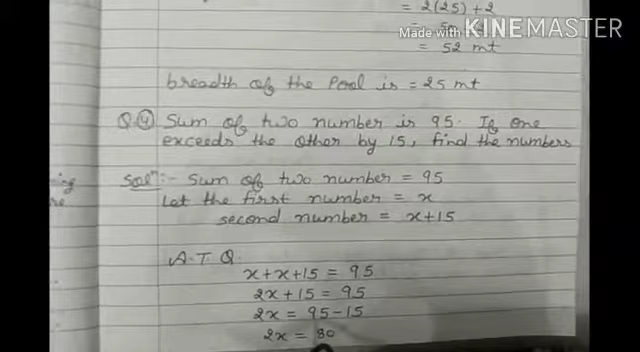 = 2(25)+2
Made with KINEMASTER
= 52 mt
breadth of the Pool is = 25 mt
Q④ Sum of two number is 95. If one
exceeds the other by 15, find the numbers
Solⁿ:- Sum of two number = 95
Let the first number = x
second number = x+15
A.T.Q.
x+x+15 = 95
2x+15 = 95
2x = 95-15
2x = 80